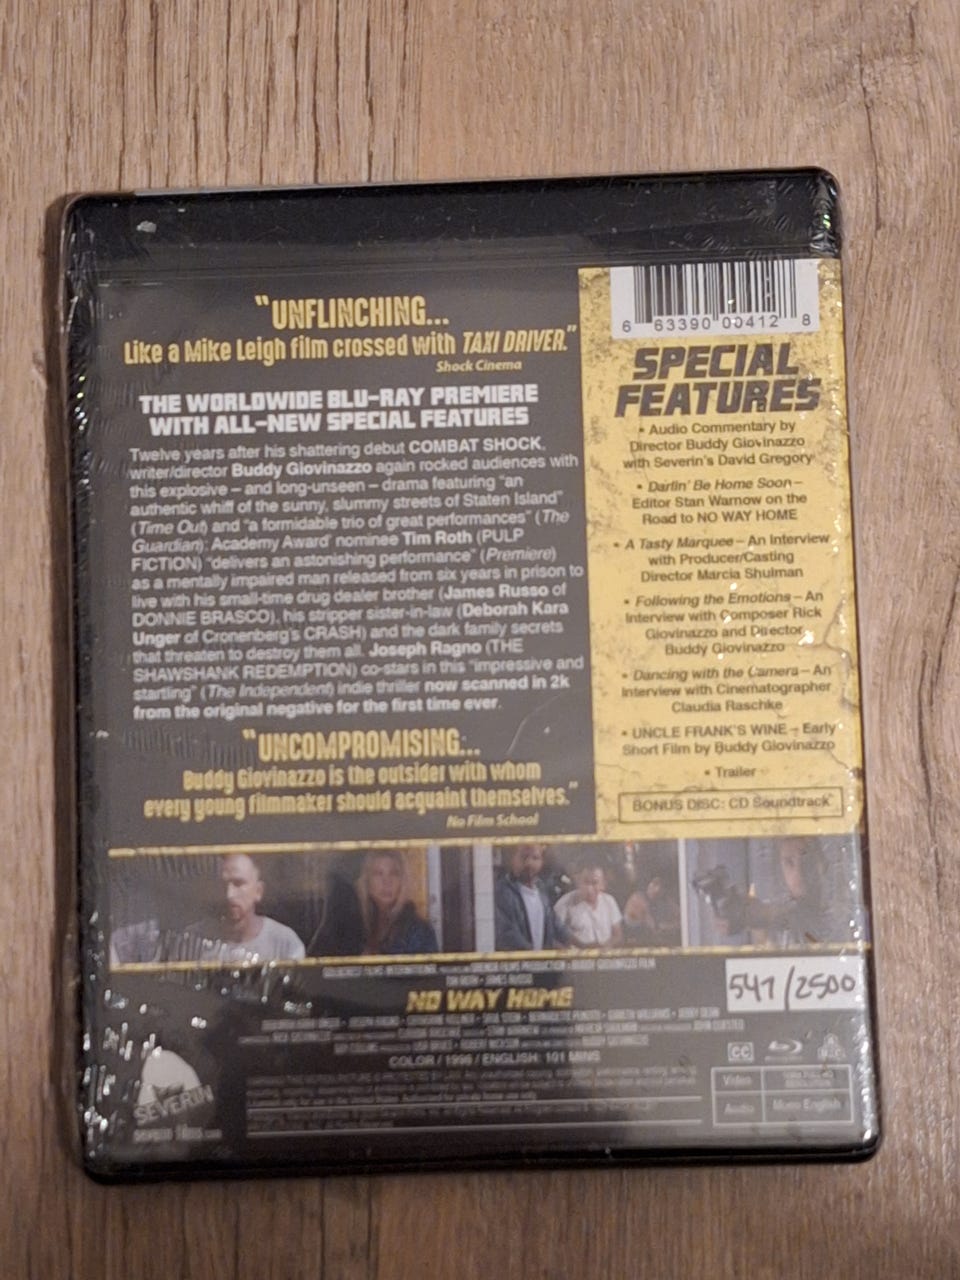 "UNFLINCHING...
Like a Mike Leigh film crossed with TAXI DRIVER."
Shock Cinema
THE WORLDWIDE BLU-RAY PREMIERE
WITH ALL-NEW SPECIAL FEATURES
Twelve years after his shattering debut COMBAT SHOCK,
writer/director Buddy Giovinazzo again rocked audiences with
this explosive – and long-unseen – drama featuring "an
authentic whiff of the sunny, slummy streets of Staten Island"
(Time Out) and "a formidable trio of great performances" (The
Guardian): Academy Award® nominee Tim Roth (PULP
FICTION) "delivers an astonishing performance" (Premiere)
as a mentally impaired man released from six years in prison to
live with his small-time drug dealer brother (James Russo of
DONNIE BRASCO), his stripper sister-in-law (Deborah Kara
Unger of Cronenberg's CRASH) and the dark family secrets
that threaten to destroy them all. Joseph Ragno (THE
SHAWSHANK REDEMPTION) co-stars in this "impressive and
startling" (The Independent) indie thriller now scanned in 2k
from the original negative for the first time ever.
"UNCOMPROMISING...
Buddy Giovinazzo is the outsider with whom
every young filmmaker should acquaint themselves."
No Film School
6 63390 00412 8
SPECIAL
FEATURES
• Audio Commentary by
Director Buddy Giovinazzo
with Severin's David Gregory
• Darlin' Be Home Soon –
Editor Stan Warnow on the
Road to NO WAY HOME
• A Tasty Marquee – An Interview
with Producer/Casting
Director Marcia Shulman
• Following the Emotions – An
Interview with Composer Rick
Giovinazzo and Director
Buddy Giovinazzo
• Dancing with the Camera – An
Interview with Cinematographer
Claudia Raschke
• UNCLE FRANK'S WINE – Early
Short Film by Buddy Giovinazzo
• Trailer
BONUS DISC: CD Soundtrack
541/2500
NO WAY HOME
COLOR / 1996 / ENGLISH 101 MINS
SEVERIN
CC
Video
Audio Mono English